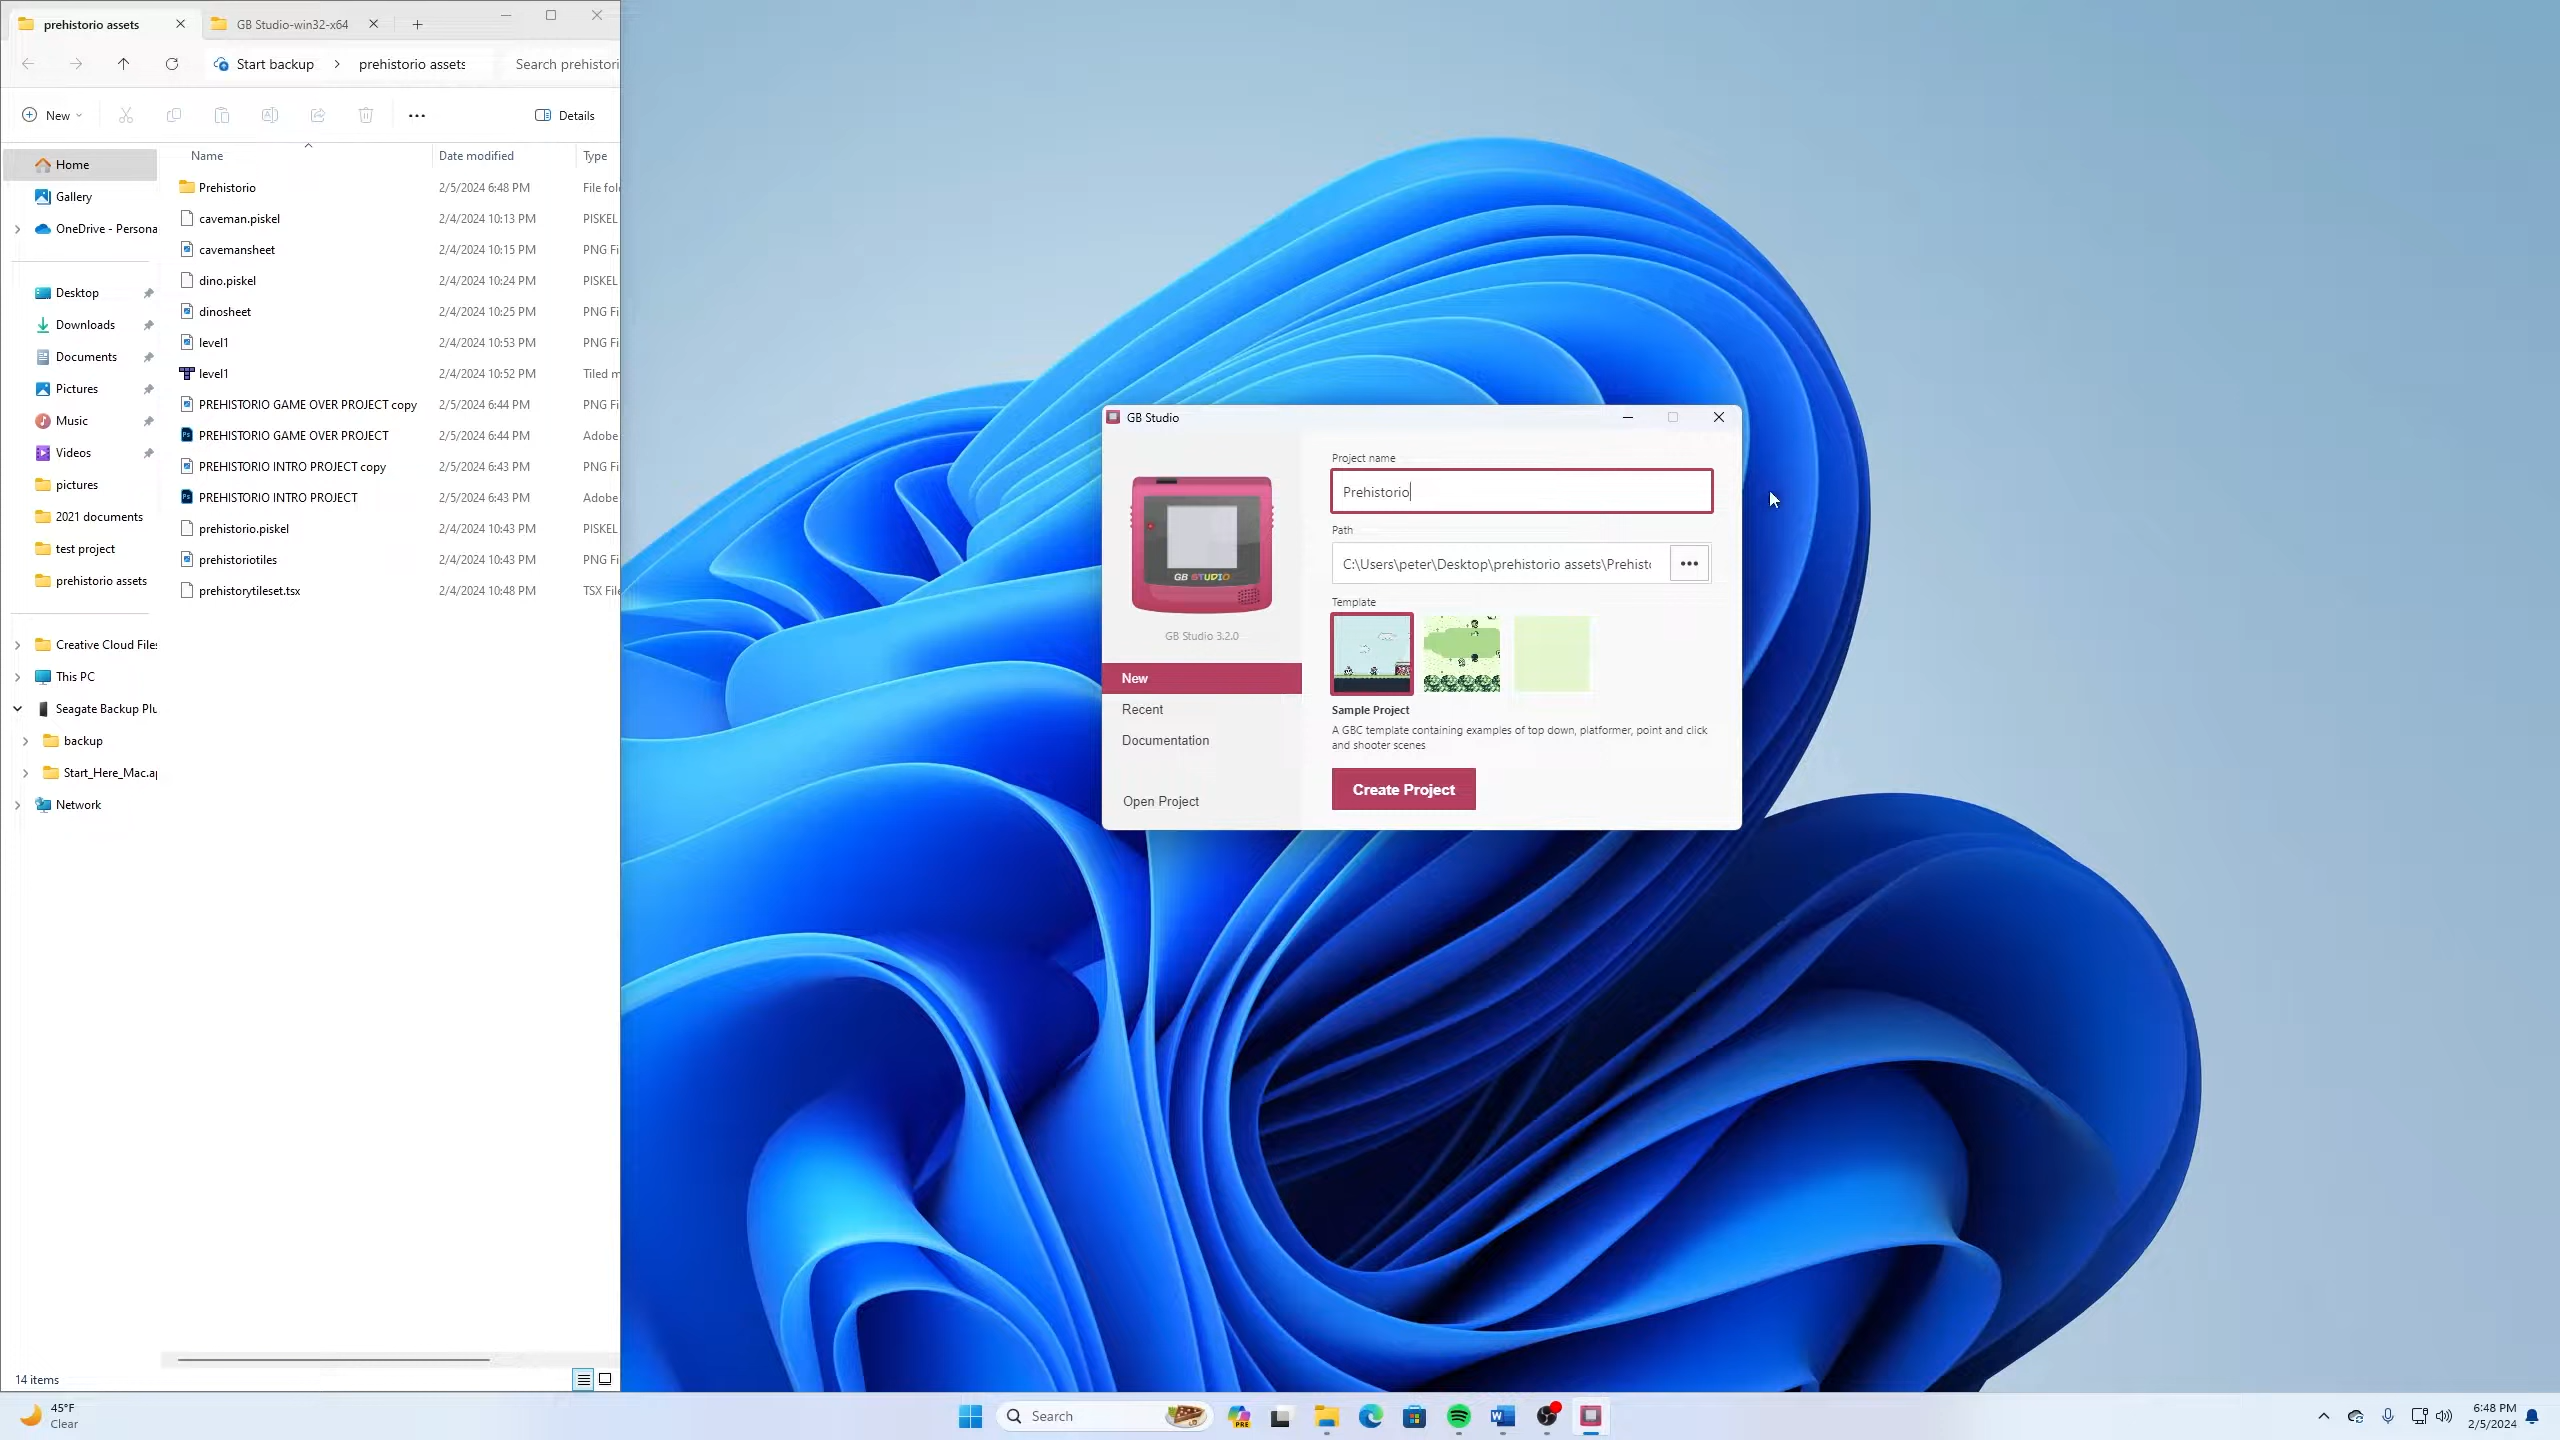 prehistorio assets
GB Studio-win32-x64
Start backup
prehistorio assets
Search prehistori
New
Details
Name
Date modified
Type
Home
Gallery
OneDrive - Persona
Desktop
Downloads
Documents
Pictures
Music
Videos
pictures
2021 documents
test project
prehistorio assets
Creative Cloud Files
This PC
Seagate Backup Plu
backup
Start_Here_Mac.ap
Network
Prehistorio 2/5/2024 6:48 PM File fol
caveman.piskel 2/4/2024 10:13 PM PISKEL
cavemansheet 2/4/2024 10:15 PM PNG Fi
dino.piskel 2/4/2024 10:24 PM PISKEL
dinosheet 2/4/2024 10:25 PM PNG Fi
level1 2/4/2024 10:53 PM PNG Fi
level1 2/4/2024 10:52 PM Tiled m
PREHISTORIO GAME OVER PROJECT copy 2/5/2024 6:44 PM PNG Fi
PREHISTORIO GAME OVER PROJECT 2/5/2024 6:44 PM Adobe
PREHISTORIO INTRO PROJECT copy 2/5/2024 6:43 PM PNG Fi
PREHISTORIO INTRO PROJECT 2/5/2024 6:43 PM Adobe
prehistorio.piskel 2/4/2024 10:43 PM PISKEL
prehistoriotiles 2/4/2024 10:43 PM PNG Fi
prehistorytileset.tsx 2/4/2024 10:48 PM TSX File
14 items
GB Studio
GB STUDIO
GB Studio 3.2.0
New
Recent
Documentation
Open Project
Project name
Prehistorio
Path
C:\Users\peter\Desktop\prehistorio assets\Prehisto
Template
Sample Project
A GBC template containing examples of top down, platformer, point and click
and shooter scenes
Create Project
45°F
Clear
Search
PRE
6:48 PM
2/5/2024